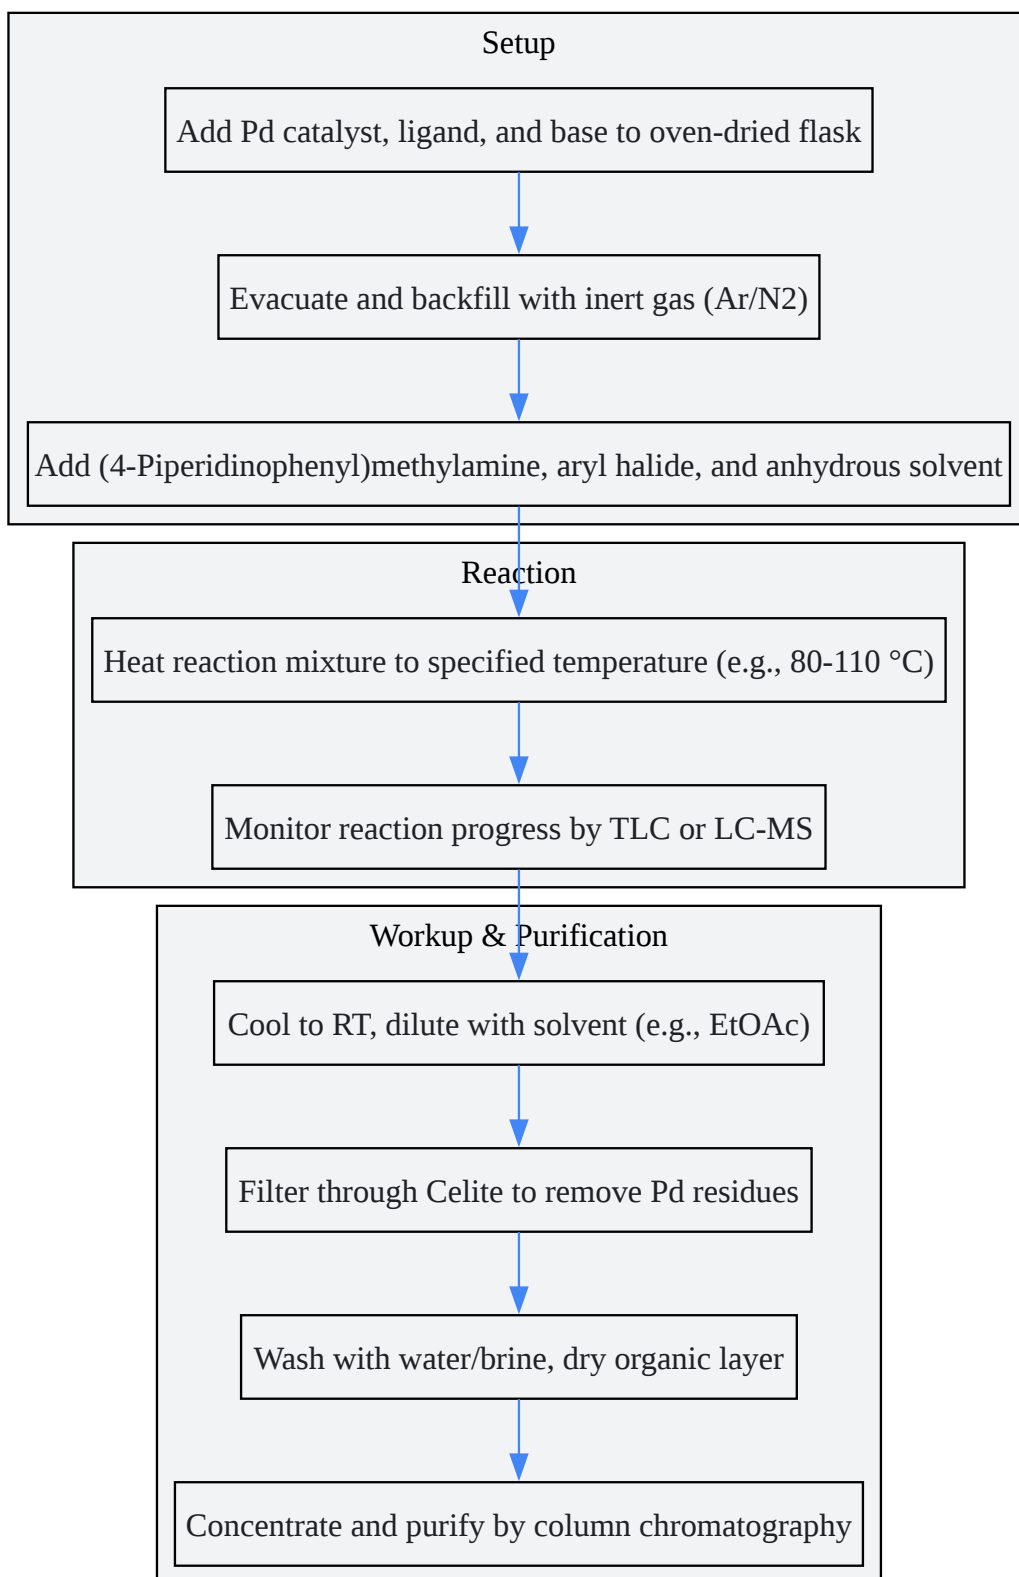 Setup
Add Pd catalyst, ligand, and base to oven-dried flask
Evacuate and backfill with inert gas (Ar/N2)
Add (4-Piperidinophenyl)methylamine, aryl halide, and anhydrous solvent
Reaction
Heat reaction mixture to specified temperature (e.g., 80-110 °C)
Monitor reaction progress by TLC or LC-MS
Workup & Purification
Cool to RT, dilute with solvent (e.g., EtOAc)
Filter through Celite to remove Pd residues
Wash with water/brine, dry organic layer
Concentrate and purify by column chromatography